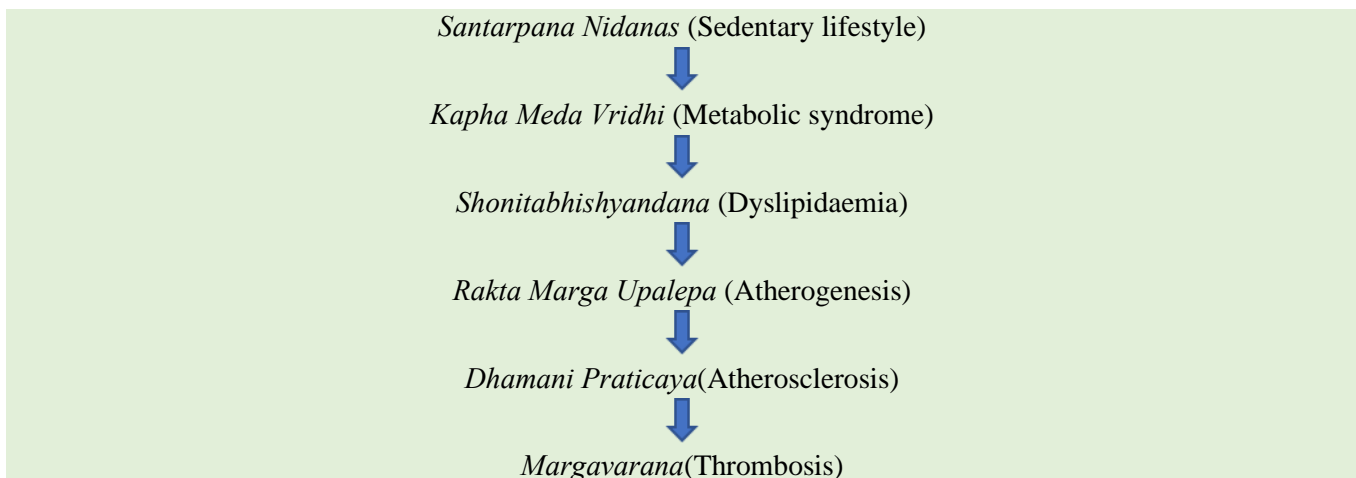 Santarpana Nidanas (Sedentary lifestyle)
Kapha Meda Vridhi (Metabolic syndrome)
Shonitabhishyandana (Dyslipidaemia)
Rakta Marga Upalepa (Atherogenesis)
Dhamani Praticaya(Atherosclerosis)
Margavarana(Thrombosis)